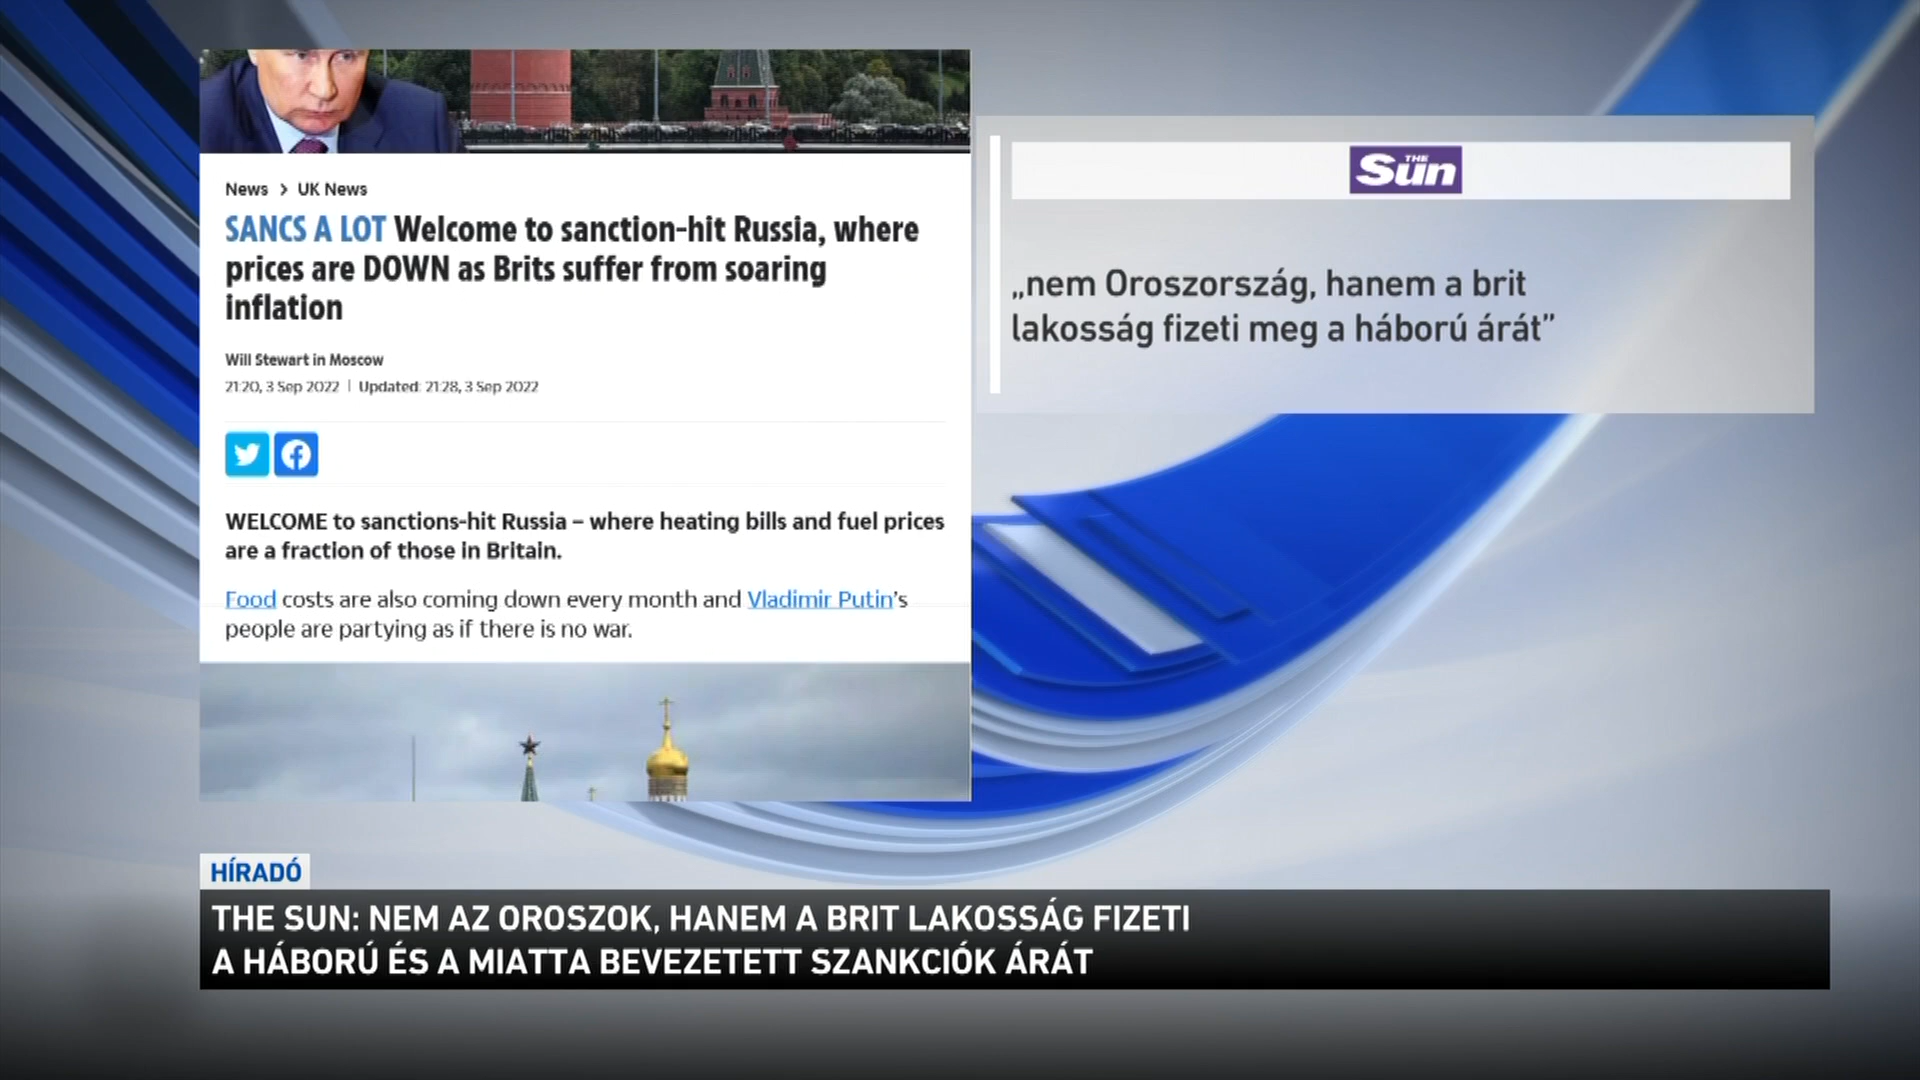 News > UK News
SANCS A LOT Welcome to sanction-hit Russia, where
prices are DOWN as Brits suffer from soaring
inflation
Will Stewart in Moscow
21:20, 3 Sep 2022 | Updated: 21:28, 3 Sep 2022
WELCOME to sanctions-hit Russia – where heating bills and fuel prices
are a fraction of those in Britain.
Food costs are also coming down every month and Vladimir Putin's
people are partying as if there is no war.
THE Sun
„nem Oroszország, hanem a brit
lakosság fizeti meg a háború árát”
HÍRADÓ
THE SUN: NEM AZ OROSZOK, HANEM A BRIT LAKOSSÁG FIZETI
A HÁBORÚ ÉS A MIATTA BEVEZETETT SZANKCIÓK ÁRÁT